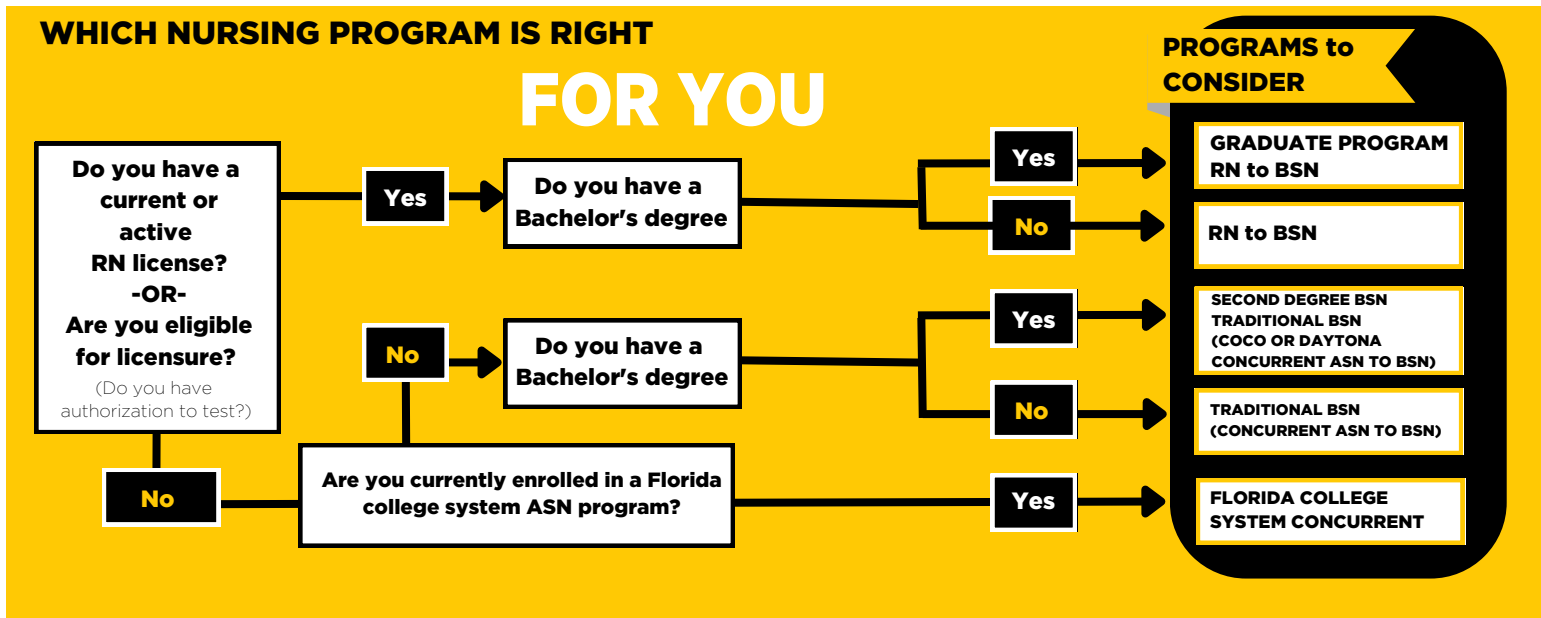 WHICH NURSING PROGRAM IS RIGHT
FOR YOU
PROGRAMS to
CONSIDER
Do you have a
current or
active
RN license?
-OR-
Are you eligible
for licensure?
(Do you have
authorization to test?)
Yes
Do you have a
Bachelor's degree
Yes
GRADUATE PROGRAM
RN to BSN
No
RN to BSN
No
Do you have a
Bachelor's degree
Yes
SECOND DEGREE BSN
TRADITIONAL BSN
(COCO OR DAYTONA
CONCURRENT ASN TO BSN)
No
TRADITIONAL BSN
(CONCURRENT ASN TO BSN)
No
Are you currently enrolled in a Florida
college system ASN program?
Yes
FLORIDA COLLEGE
SYSTEM CONCURRENT